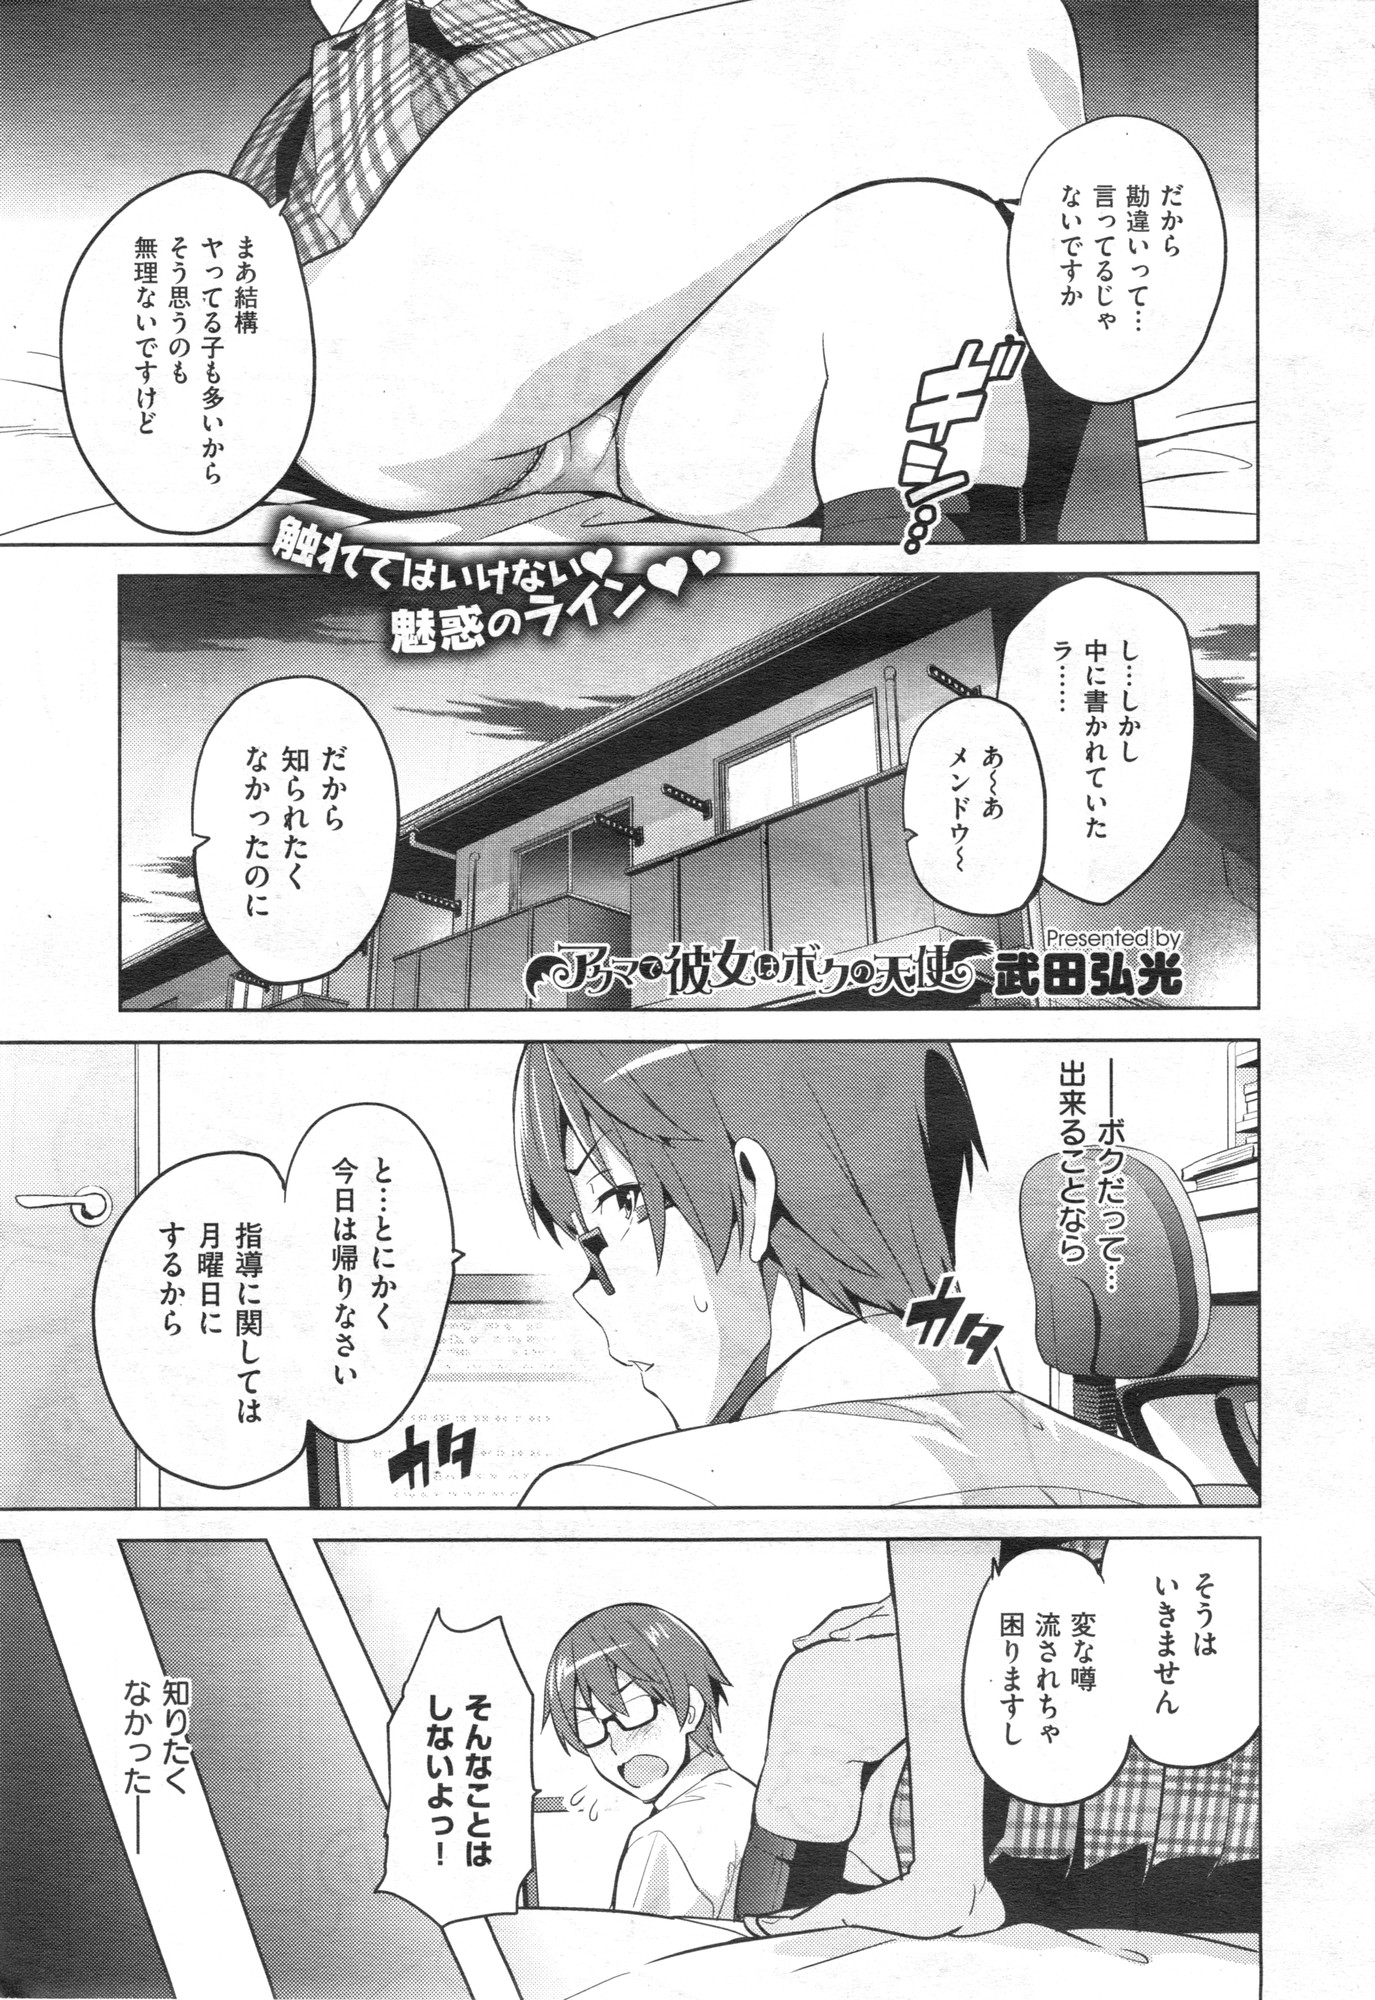 だから
勘違いって…
言ってるじゃ
ないですか
ギシ…
まあ結構
ヤってる子も多いから
そう思うのも
無理ないですけど
触れてはいけない♥
魅惑のライン♥♥
し…しかし
中に書かれていた
ラ……
あ〜あ
メンドウ〜
だから
知られたく
なかったのに
アクマで彼女はボクの天使
Presented by
武田弘光
――ボクだって…
出来ることなら
カタ
と…とにかく
今日は帰りなさい
指導に関しては
月曜日に
するから
カタ
そうは
いきません
変な噂
流されちゃ
困りますし
そんなことは
しないよっ！
知りたく
なかった――